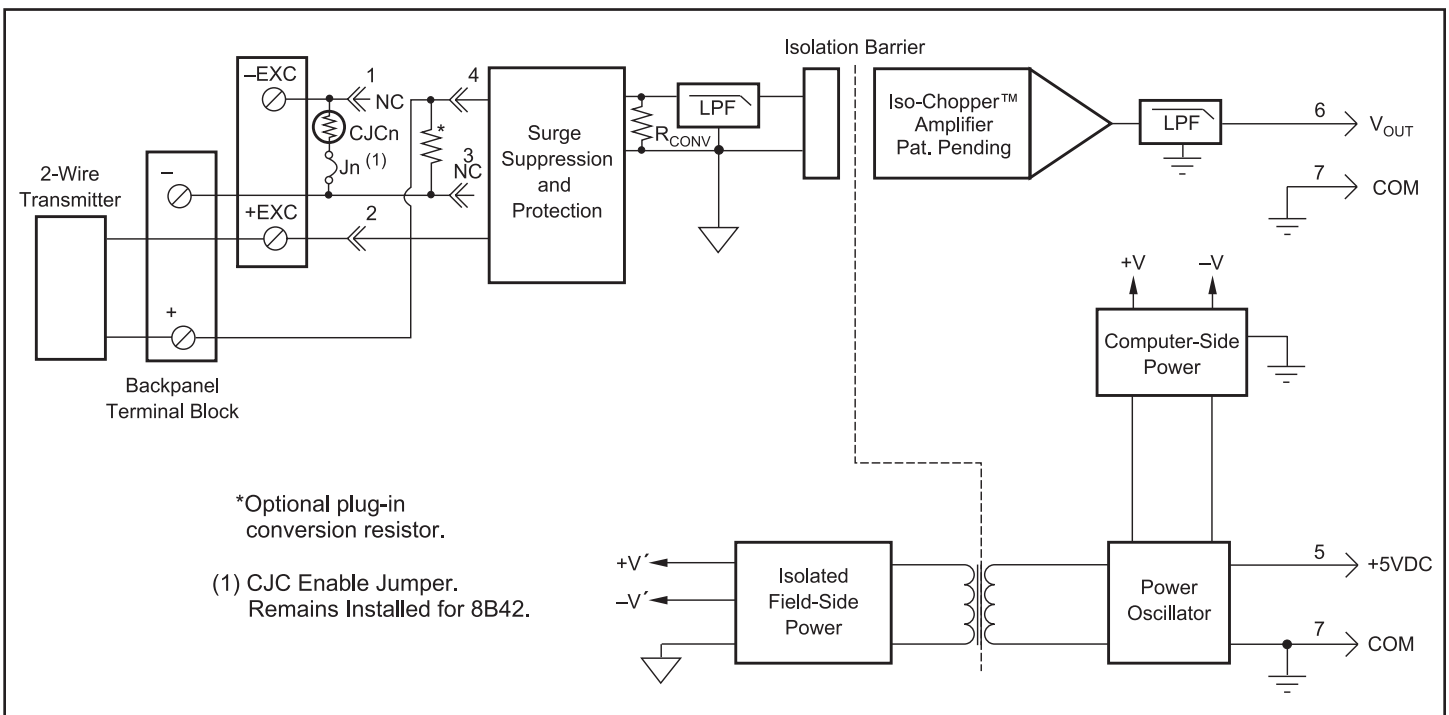 Isolation Barrier
–EXC
1
NC
4
CJCn
*
Jn (1)
3
NC
2-Wire
Transmitter
–
+EXC
2
+
Backpanel
Terminal Block
Surge
Suppression
and
Protection
LPF
RCONV
Iso-Chopper™
Amplifier
Pat. Pending
LPF
6
VOUT
7
COM
+V
–V
Computer-Side
Power
*Optional plug-in
conversion resistor.
(1) CJC Enable Jumper.
Remains Installed for 8B42.
+V´
–V´
Isolated
Field-Side
Power
Power
Oscillator
5
+5VDC
7
COM